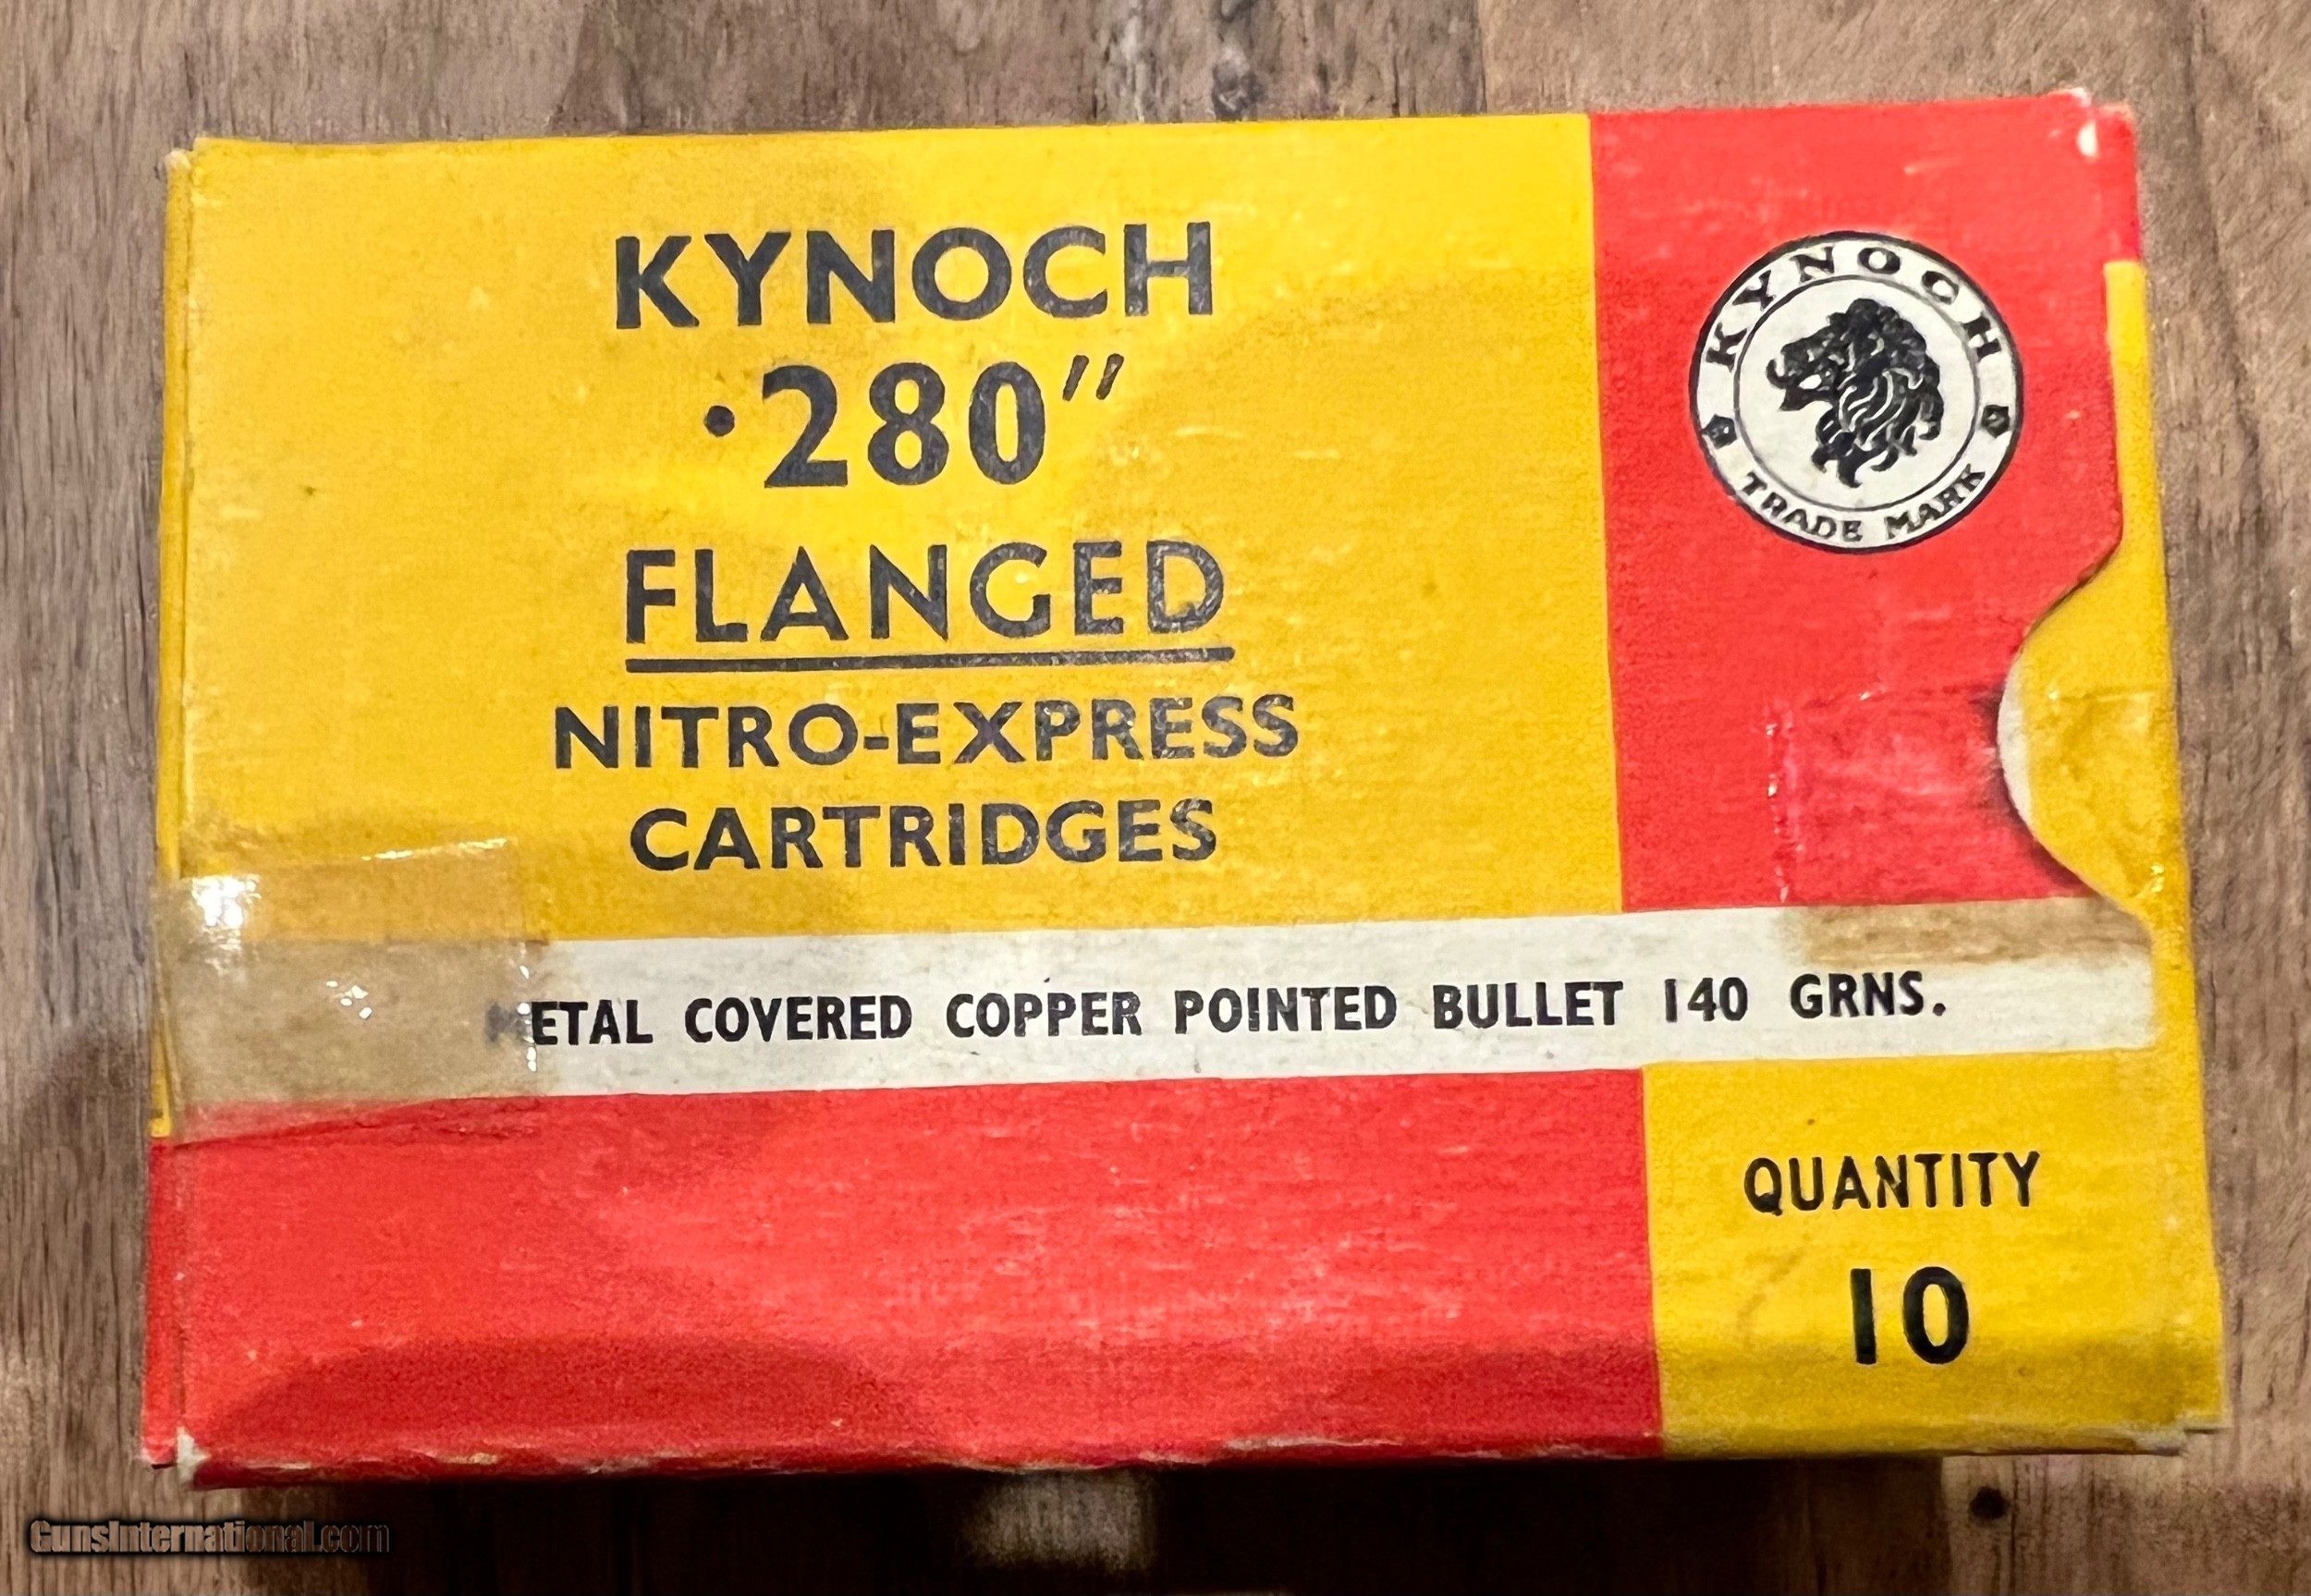 KYNOCH
·280"
FLANGED
NITRO-EXPRESS
CARTRIDGES
KYNOCH
TRADE MARK
METAL COVERED COPPER POINTED BULLET 140 GRNS.
QUANTITY
10
GunsInternational.com